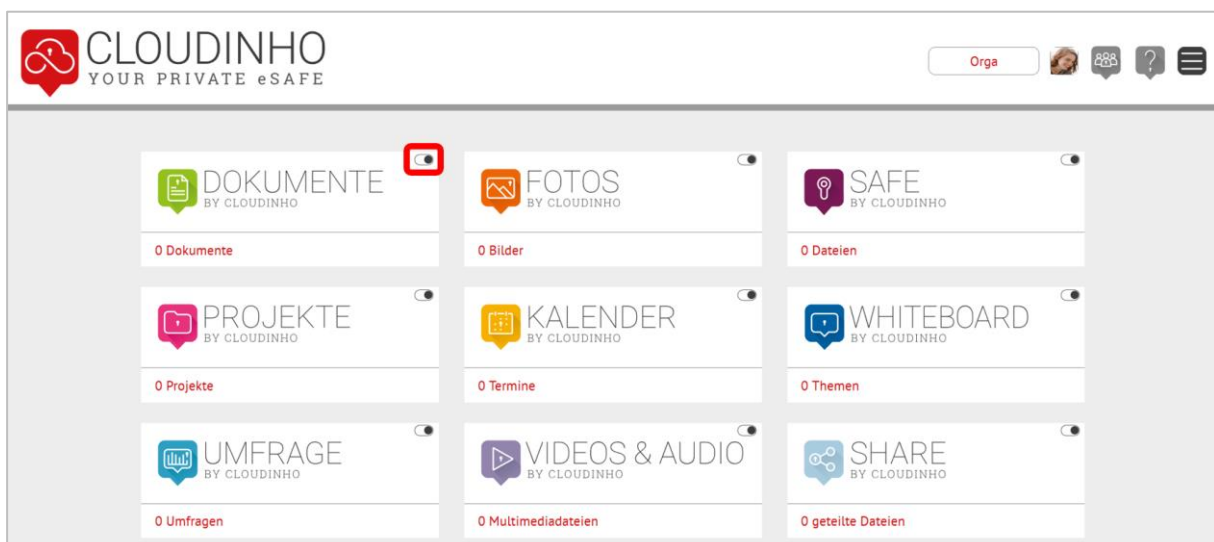 CLOUDINHO
YOUR PRIVATE eSAFE
Orga
DOKUMENTE
BY CLOUDINHO
0 Dokumente
FOTOS
BY CLOUDINHO
0 Bilder
SAFE
BY CLOUDINHO
0 Dateien
PROJEKTE
BY CLOUDINHO
0 Projekte
KALENDER
BY CLOUDINHO
0 Termine
WHITEBOARD
BY CLOUDINHO
0 Themen
UMFRAGE
BY CLOUDINHO
0 Umfragen
VIDEOS & AUDIO
BY CLOUDINHO
0 Multimediadateien
SHARE
BY CLOUDINHO
0 geteilte Dateien